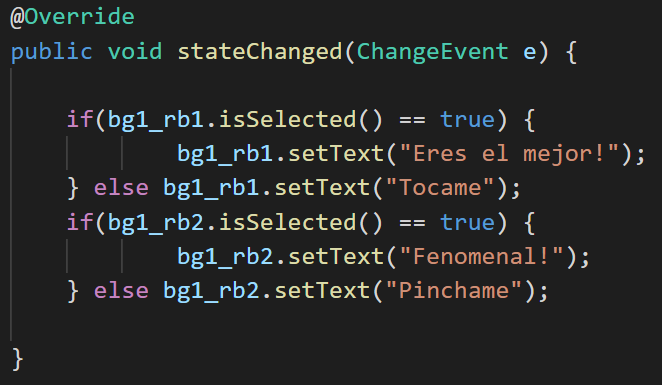 @Override
public void stateChanged(ChangeEvent e) {
if(bg1_rb1.isSelected() == true) {
bg1_rb1.setText("Eres el mejor!");
} else bg1_rb1.setText("Tocame");
if(bg1_rb2.isSelected() == true) {
bg1_rb2.setText("Fenomenal!");
} else bg1_rb2.setText("Pinchame");
}